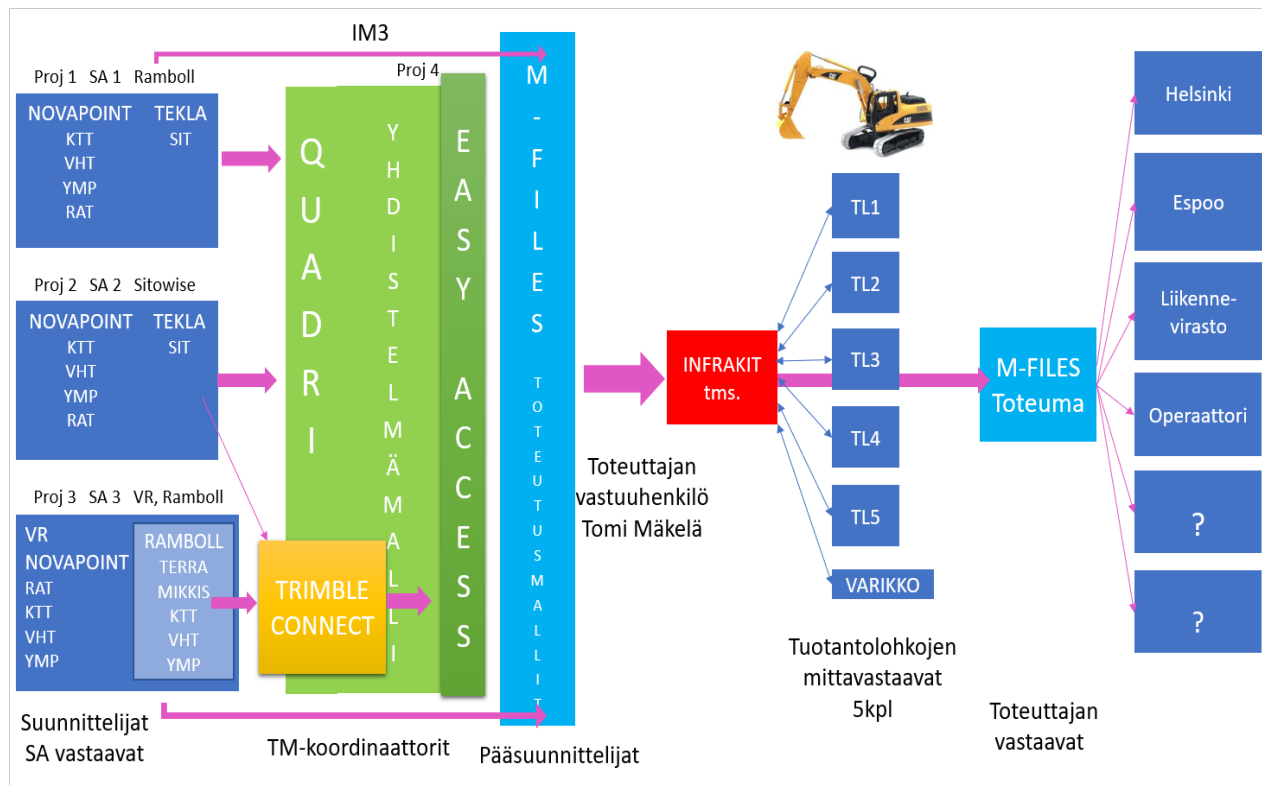 IM3
Proj 1 SA 1 Ramboll
NOVAPOINT TEKLA
KTT SIT
VHT
YMP
RAT
Proj 2 SA 2 Sitowise
NOVAPOINT TEKLA
KTT SIT
VHT
YMP
RAT
Proj 3 SA 3 VR, Ramboll
VR
NOVAPOINT
RAT
KTT
VHT
YMP
RAMBOLL
TERRA
MIKKIS
KTT
VHT
YMP
Suunnittelijat
SA vastaavat
Proj 4
QUADRI
YHDISTELMÄMALLI
EASY ACCESS
TRIMBLE
CONNECT
TM-koordinaattorit
M-FILES TOTEUTUSMALLIT
Pääsuunnittelijat
INFRAKIT
tms.
Toteuttajan
vastuuhenkilö
Tomi Mäkelä
CAT
CAT
TL1
TL2
TL3
TL4
TL5
VARIKKO
Tuotantolohkojen
mittavastaavat
5kpl
M-FILES
Toteuma
Toteuttajan
vastaavat
Helsinki
Espoo
Liikenne-
virasto
Operaattori
?
?